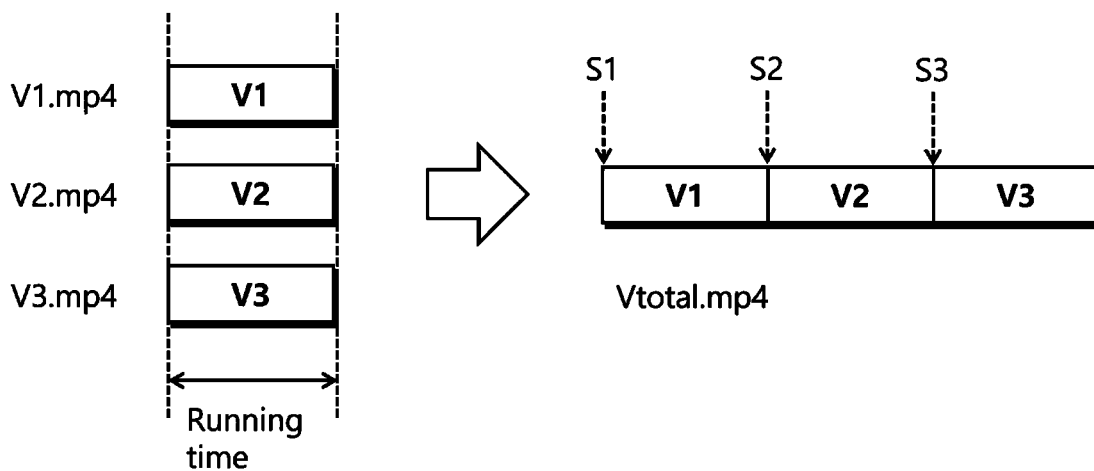 V1.mp4 V1
V2.mp4 V2
V3.mp4 V3
Running
time
S1 S2 S3
V1 V2 V3
Vtotal.mp4